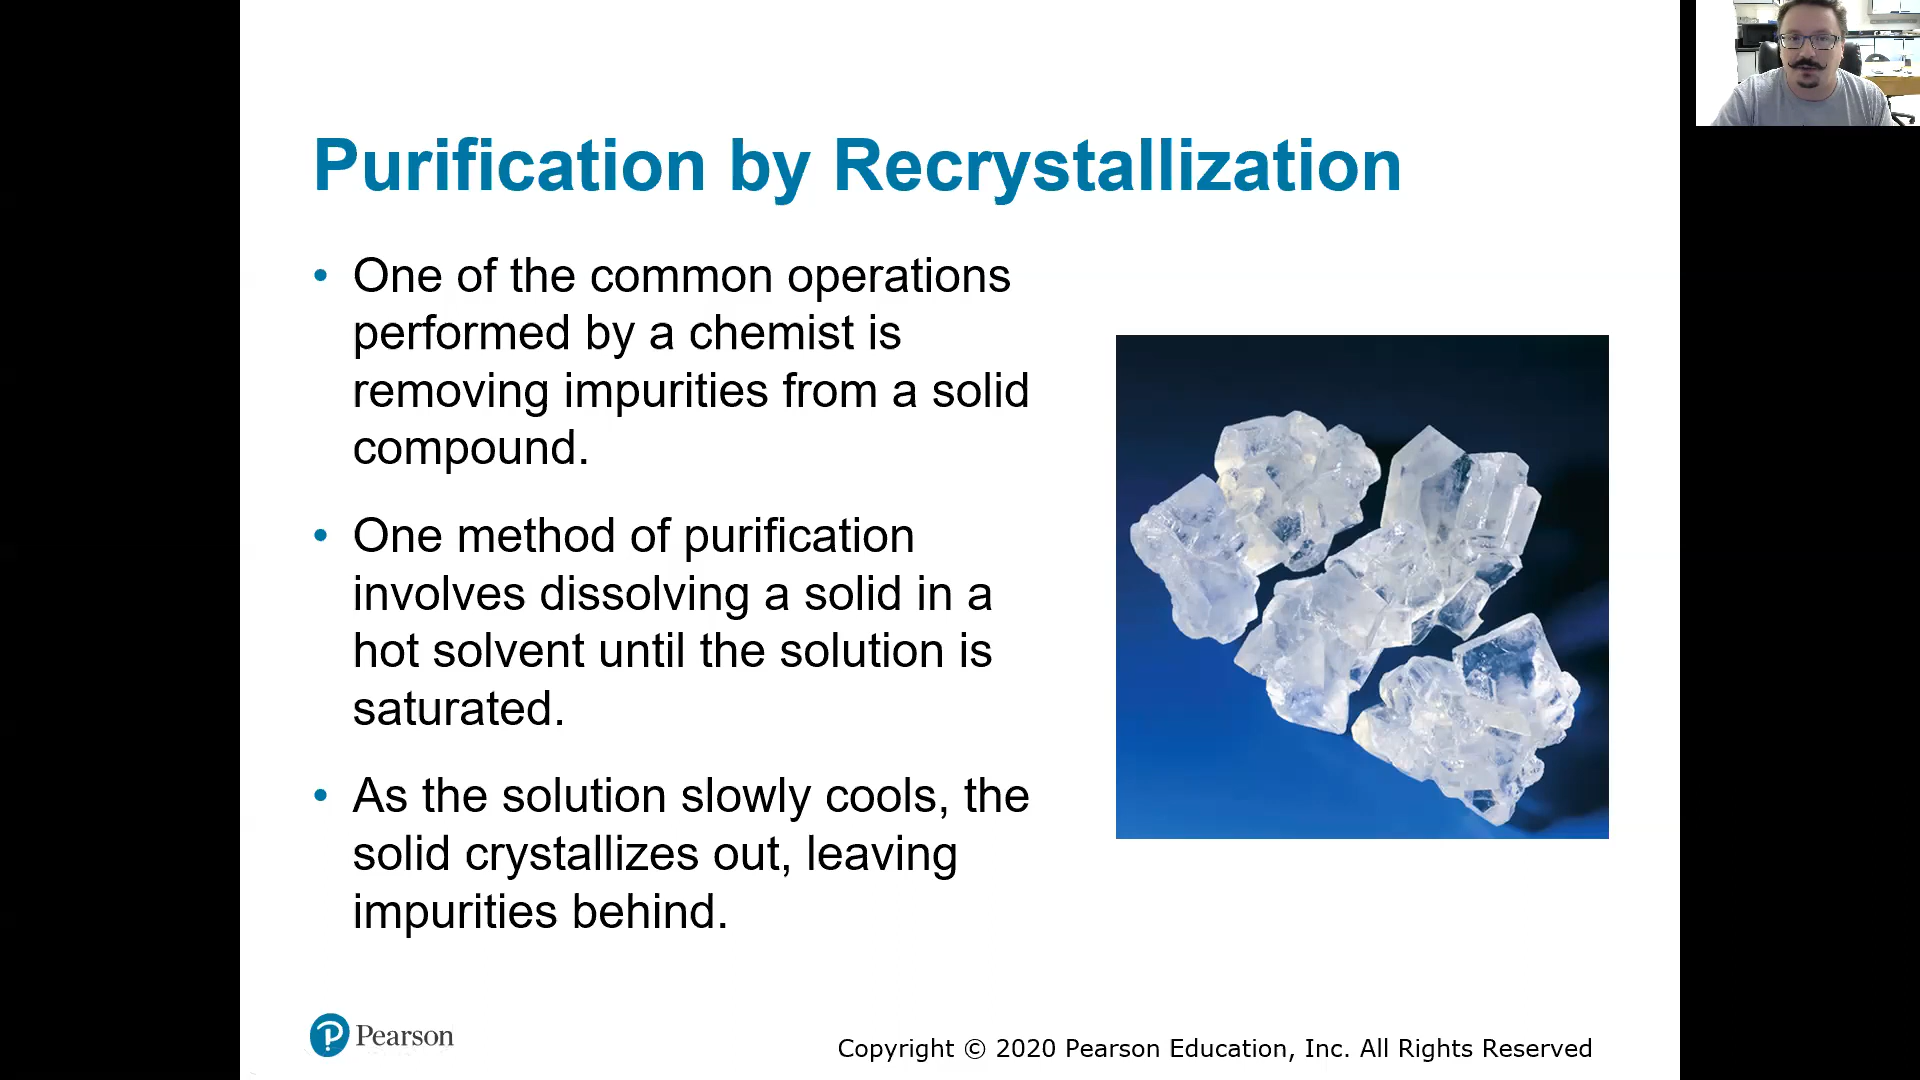 Purification by Recrystallization
• One of the common operations
performed by a chemist is
removing impurities from a solid
compound.
• One method of purification
involves dissolving a solid in a
hot solvent until the solution is
saturated.
• As the solution slowly cools, the
solid crystallizes out, leaving
impurities behind.
Pearson
Copyright © 2020 Pearson Education, Inc. All Rights Reserved